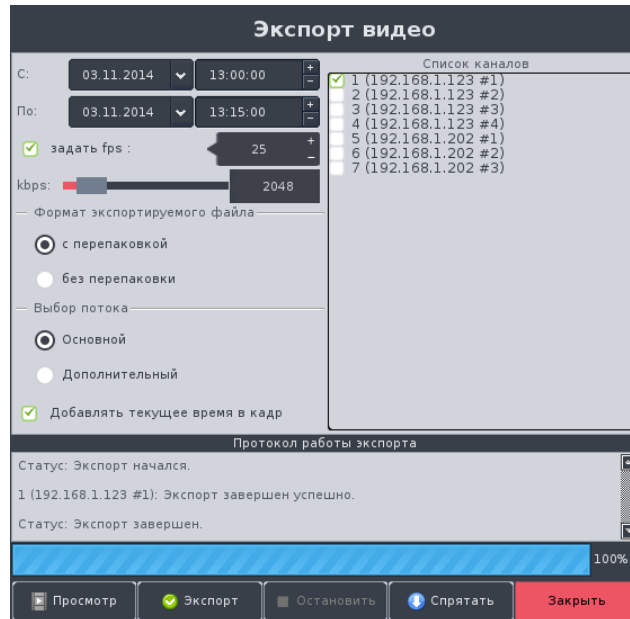 Экспорт видео
С: 03.11.2014 13:00:00 + -
По: 03.11.2014 13:15:00 + -
задать fps : 25 + -
kbps: 2048
Формат экспортируемого файла
с перепаковкой
без перепаковки
Выбор потока
Основной
Дополнительный
Добавлять текущее время в кадр
Список каналов
1 (192.168.1.123 #1)
2 (192.168.1.123 #2)
3 (192.168.1.123 #3)
4 (192.168.1.123 #4)
5 (192.168.1.202 #1)
6 (192.168.1.202 #2)
7 (192.168.1.202 #3)
Протокол работы экспорта
Статус: Экспорт начался.
1 (192.168.1.123 #1): Экспорт завершен успешно.
Статус: Экспорт завершен.
100%
Просмотр Экспорт Остановить Спрятать Закрыть